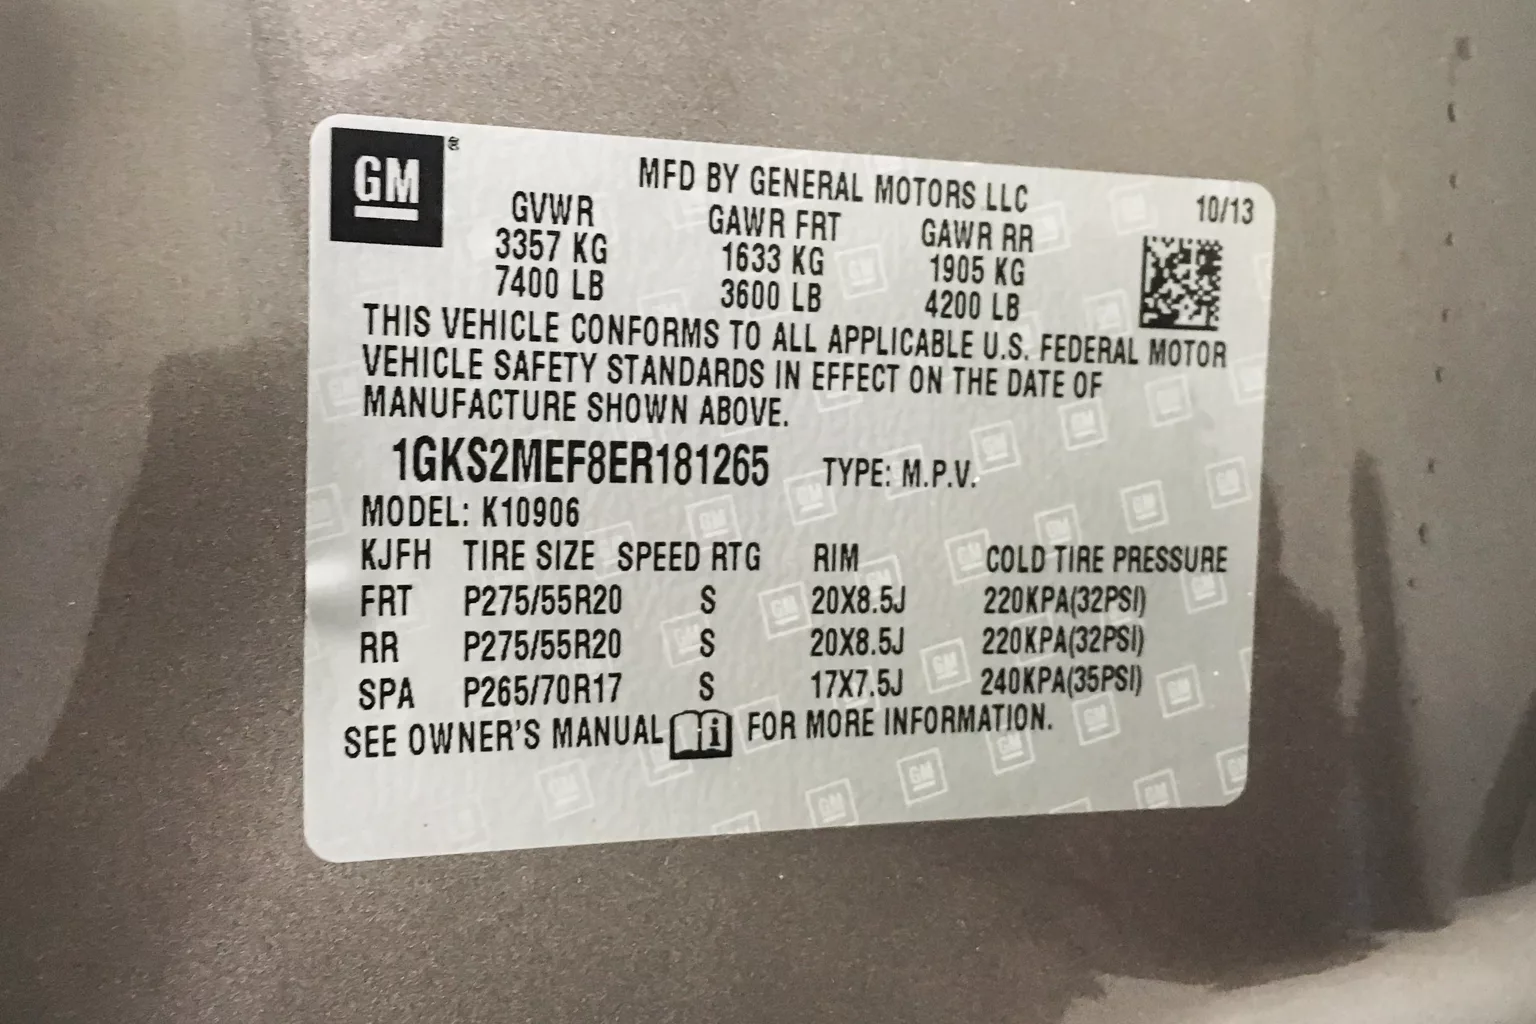 GM®
MFD BY GENERAL MOTORS LLC
10/13
GVWR GAWR FRT GAWR RR
3357 KG 1633 KG 1905 KG
7400 LB 3600 LB 4200 LB
THIS VEHICLE CONFORMS TO ALL APPLICABLE U.S. FEDERAL MOTOR
VEHICLE SAFETY STANDARDS IN EFFECT ON THE DATE OF
MANUFACTURE SHOWN ABOVE.
1GKS2MEF8ER181265 TYPE: M.P.V.
MODEL: K10906
KJFH TIRE SIZE SPEED RTG RIM COLD TIRE PRESSURE
FRT P275/55R20 S 20X8.5J 220KPA(32PSI)
RR P275/55R20 S 20X8.5J 220KPA(32PSI)
SPA P265/70R17 S 17X7.5J 240KPA(35PSI)
SEE OWNER'S MANUAL i FOR MORE INFORMATION.